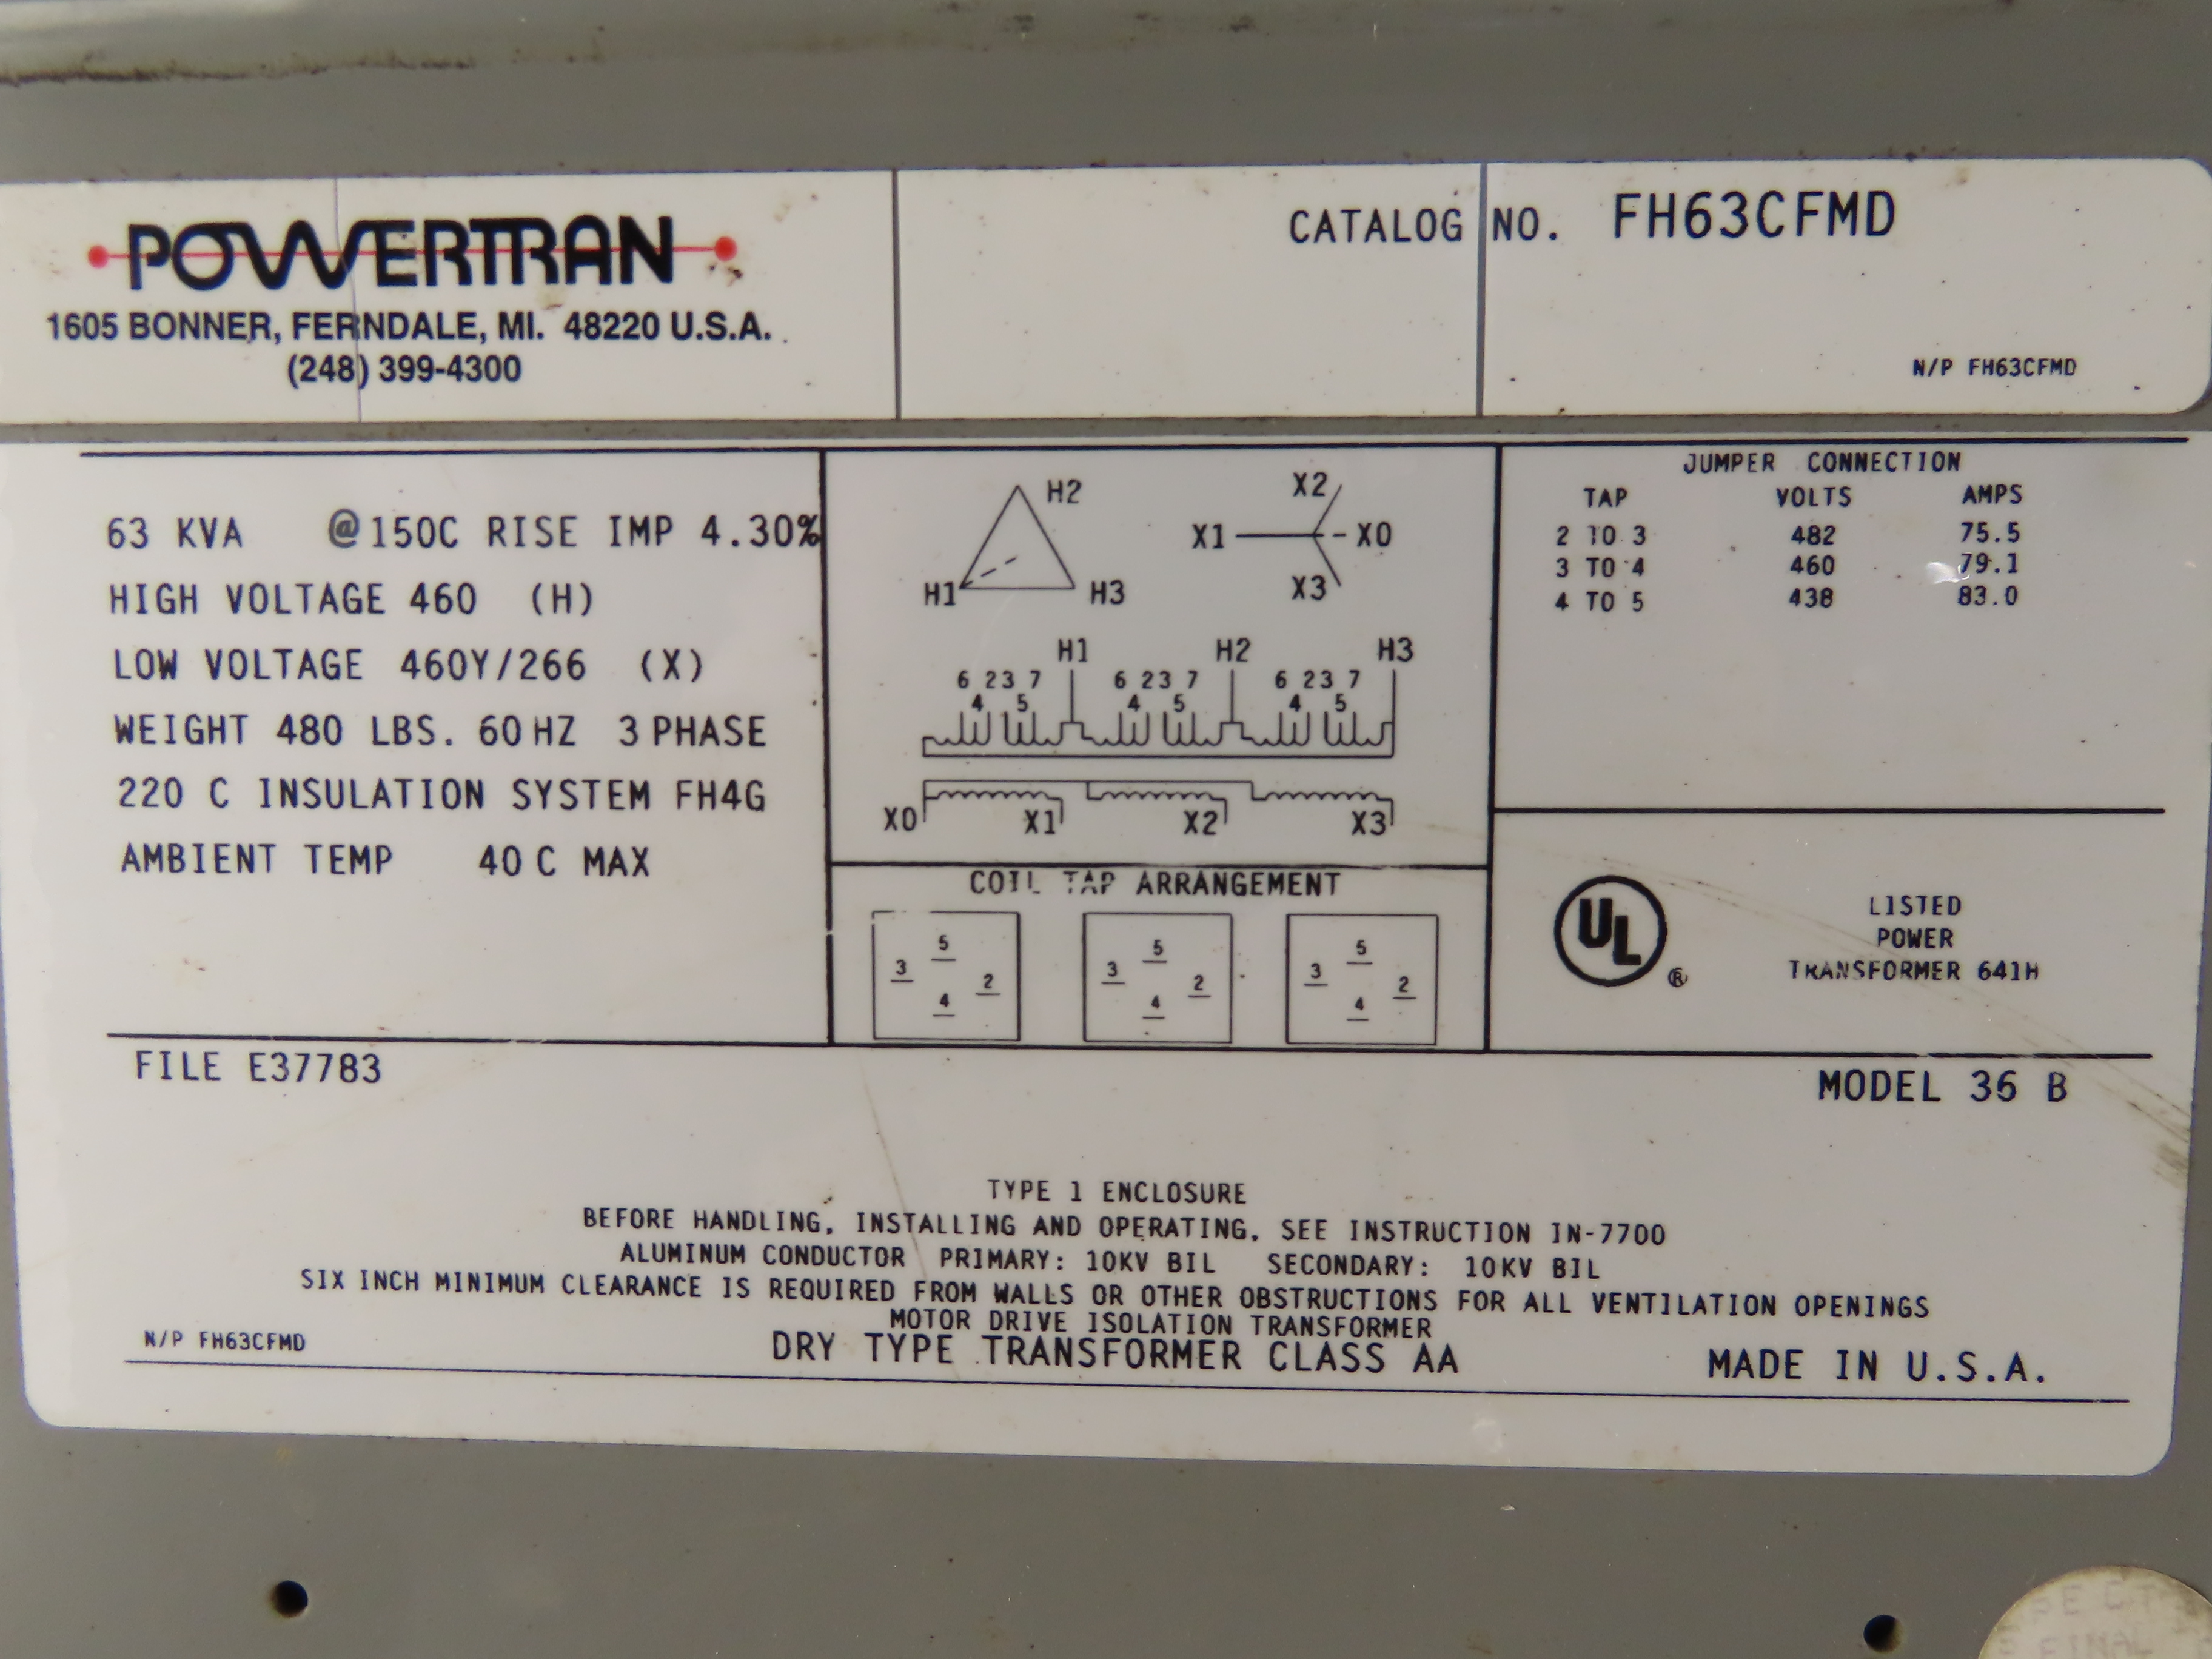 POWERTRAN
1605 BONNER, FERNDALE, MI. 48220 U.S.A.
(248) 399-4300
CATALOG NO. FH63CFMD
N/P FH63CFMD
63 KVA @150C RISE IMP 4.30%
HIGH VOLTAGE 460 (H)
LOW VOLTAGE 460Y/266 (X)
WEIGHT 480 LBS. 60 HZ 3 PHASE
220 C INSULATION SYSTEM FH4G
AMBIENT TEMP 40 C MAX
H2
H1 H3
X2
X1 X0
X3
H1 H2 H3
6 2 3 7 6 2 3 7 6 2 3 7
4 5 4 5 4 5
X0 X1 X2 X3
COIL TAP ARRANGEMENT
5 5 5
3 2 3 2 3 2
4 4 4
JUMPER CONNECTION
TAP VOLTS AMPS
2 TO 3 482 75.5
3 TO 4 460 79.1
4 TO 5 438 83.0
UL ®
LISTED
POWER
TRANSFORMER 641H
FILE E37783
MODEL 36 B
TYPE 1 ENCLOSURE
BEFORE HANDLING, INSTALLING AND OPERATING, SEE INSTRUCTION IN-7700
ALUMINUM CONDUCTOR PRIMARY: 10KV BIL SECONDARY: 10KV BIL
SIX INCH MINIMUM CLEARANCE IS REQUIRED FROM WALLS OR OTHER OBSTRUCTIONS FOR ALL VENTILATION OPENINGS
MOTOR DRIVE ISOLATION TRANSFORMER
N/P FH63CFMD
DRY TYPE TRANSFORMER CLASS AA
MADE IN U.S.A.
FINAL